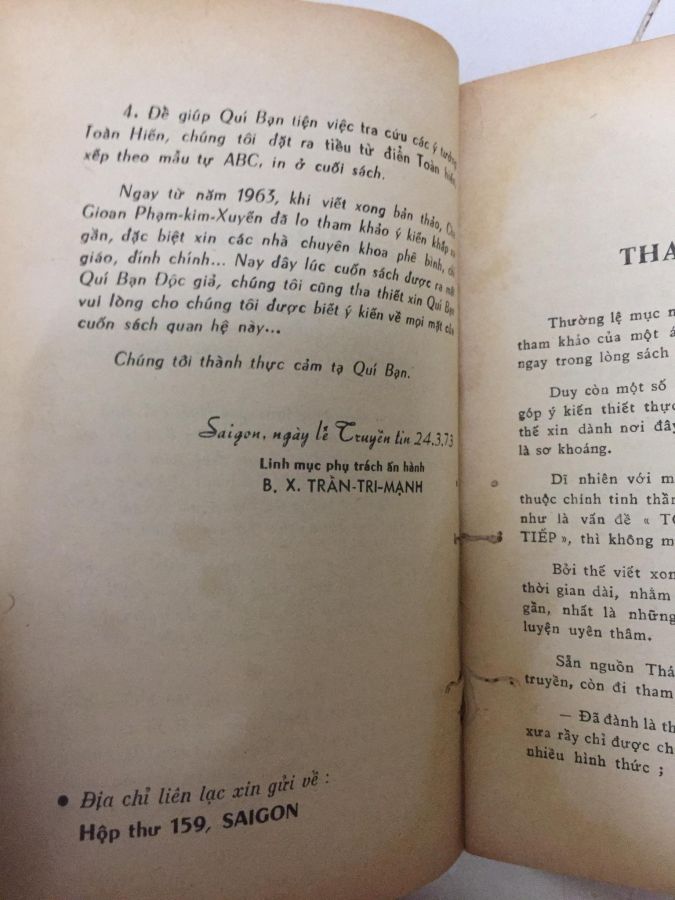 4. Để giúp Quí Bạn tiện việc tra cứu các ý tưởng
Toàn Hiến, chúng tôi đặt ra tiểu từ điển Toàn hiến,
xếp theo mẫu tự ABC, in ở cuối sách.
Ngay từ năm 1963, khi viết xong bản thảo,
Gioan Phạm-kim-Xuyến đã lo tham khảo ý kiến khắp
gần, đặc biệt xin các nhà chuyên khoa phê bình, chỉ
giáo, đính chính... Nay đây lúc cuốn sách được ra mắt
Quí Bạn Độc giả, chúng tôi cũng tha thiết xin Quí Bạn
vui lòng cho chúng tôi được biết ý kiến về mọi mặt của
cuốn sách quan hệ này...
Chúng tôi thành thực cảm tạ Quí Bạn.
Saigon, ngày lễ Truyền tin 24.3.73
Linh mục phụ trách ấn hành
B. X. TRẦN-TRI-MẠNH
• Địa chỉ liên lạc xin gửi về :
Hộp thư 159, SAIGON
THA
Thường lệ mục
tham khảo của một
ngay trong lòng sách
Duy còn một số
góp ý kiến thiết thực
thế xin dành nơi đây
là sơ khoáng.
Dĩ nhiên với
thuộc chính tinh thần
như là vấn đề « TO
TIẾP », thì không
Bởi thế viết xong
thời gian dài, nhằm
gần, nhất là những
luyện uyên thâm.
Sẵn nguồn Thá
truyền, còn đi tham
— Đã đành là
xưa rày chỉ được
nhiều hình thức ;